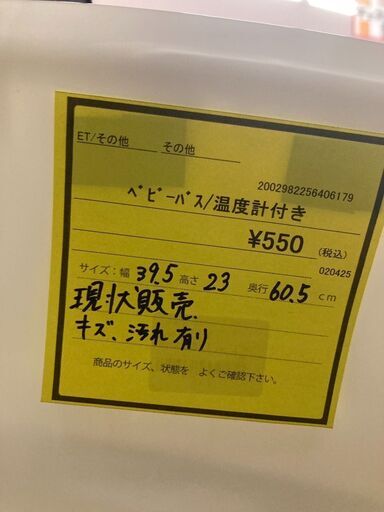 ET/その他 その他
2002982256406179
ﾍﾞﾋﾞｰﾊﾞｽ/温度計付き
¥550 (税込)
020425
サイズ:幅 39.5 高さ 23 奥行 60.5 cm
現状販売.
キズ、汚れ有り
商品のサイズ、状態を よくご確認下さい。